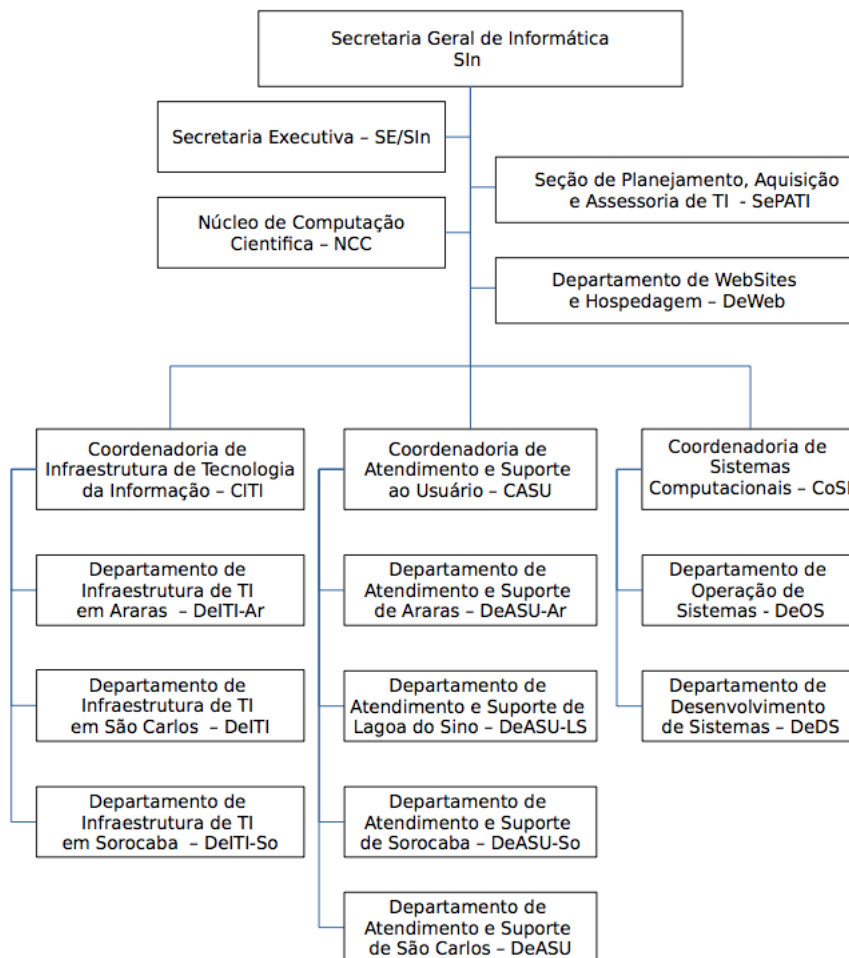 Secretaria Geral de Informática
SIn
Secretaria Executiva – SE/SIn
Seção de Planejamento, Aquisição
e Assessoria de TI - SePATI
Núcleo de Computação
Cientifica – NCC
Departamento de WebSites
e Hospedagem – DeWeb
Coordenadoria de
Infraestrutura de Tecnologia
da Informação – CITI
Coordenadoria de
Atendimento e Suporte
ao Usuário – CASU
Coordenadoria de
Sistemas
Computacionais – CoSI
Departamento de
Infraestrutura de TI
em Araras – DeITI-Ar
Departamento de
Atendimento e Suporte
de Araras – DeASU-Ar
Departamento de
Operação de
Sistemas - DeOS
Departamento de
Infraestrutura de TI
em São Carlos – DeITI
Departamento de
Atendimento e Suporte de
Lagoa do Sino – DeASU-LS
Departamento de
Desenvolvimento
de Sistemas – DeDS
Departamento de
Infraestrutura de TI
em Sorocaba – DeITI-So
Departamento de
Atendimento e Suporte
de Sorocaba – DeASU-So
Departamento de
Atendimento e Suporte
de São Carlos – DeASU